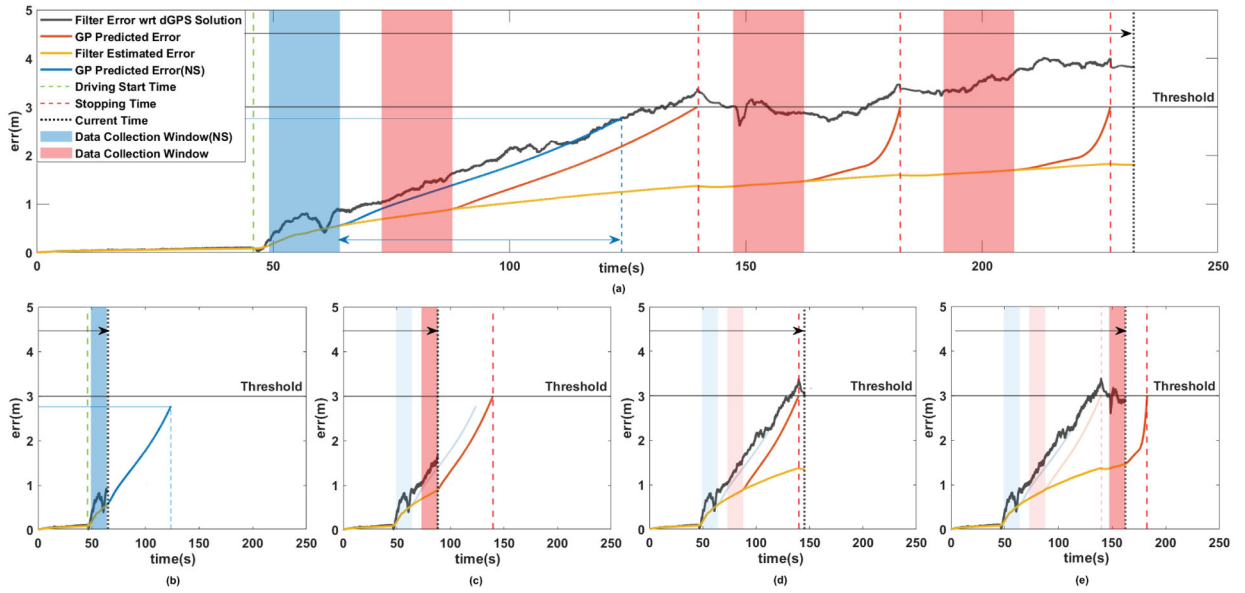 Filter Error wrt dGPS Solution
GP Predicted Error
Filter Estimated Error
GP Predicted Error(NS)
Driving Start Time
Stopping Time
Current Time
Data Collection Window(NS)
Data Collection Window
Threshold
err(m)
5
4
3
2
1
0
0 50 100 150 200 250
time(s)
(a)
Threshold
err(m)
5
4
3
2
1
0
0 50 100 150 200 250
time(s)
(b)
Threshold
err(m)
5
4
3
2
1
0
0 50 100 150 200 250
time(s)
(c)
Threshold
err(m)
5
4
3
2
1
0
0 50 100 150 200 250
time(s)
(d)
Threshold
err(m)
5
4
3
2
1
0
0 50 100 150 200 250
time(s)
(e)